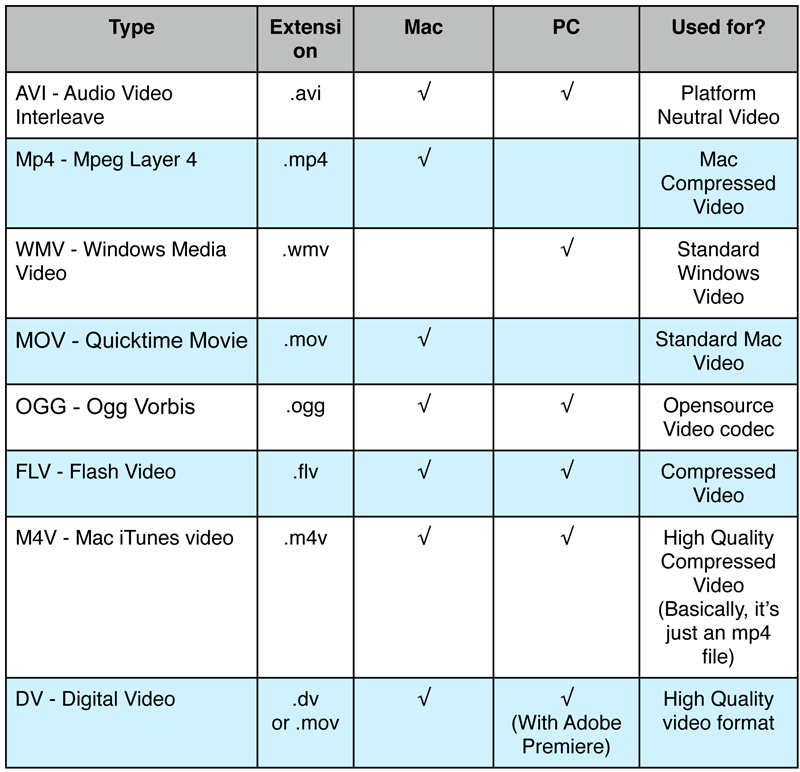 Type
Extensi
on
Mac
PC
Used for?
AVI - Audio Video
Interleave
.avi
√
√
Platform
Neutral Video
Mp4 - Mpeg Layer 4
.mp4
√
Mac
Compressed
Video
WMV - Windows Media
Video
.wmv
√
Standard
Windows
Video
MOV - Quicktime Movie
.mov
√
Standard Mac
Video
OGG - Ogg Vorbis
.ogg
√
√
Opensource
Video codec
FLV - Flash Video
.flv
√
√
Compressed
Video
M4V - Mac iTunes video
.m4v
√
√
High Quality
Compressed
Video
(Basically, it’s
just an mp4
file)
DV - Digital Video
.dv
or .mov
√
√
(With Adobe
Premiere)
High Quality
video format